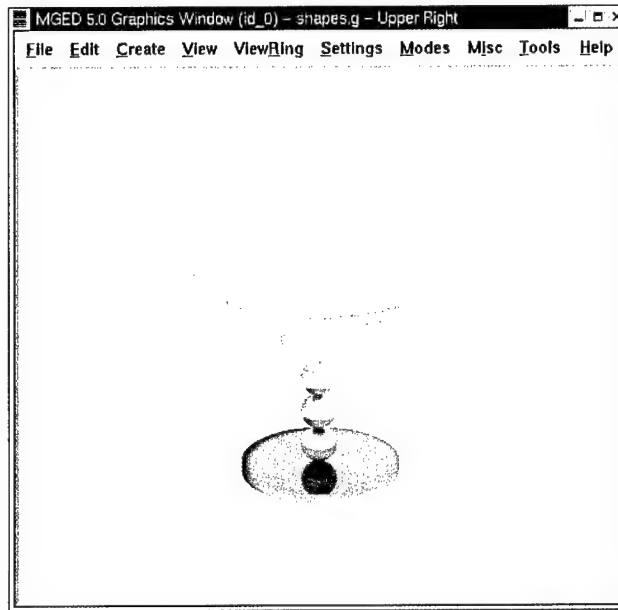 MGED 5.0 Graphics Window (id_0) – shapes.g – Upper Right
File Edit Create View ViewRing Settings Modes Misc Tools Help